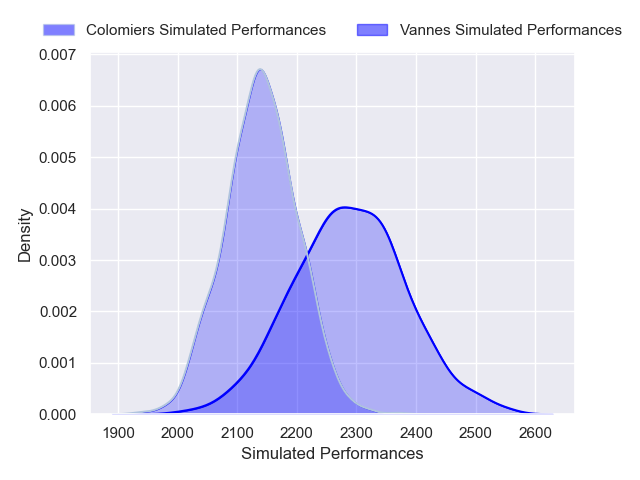 Colomiers Simulated Performances Vannes Simulated Performances
0.007
0.006
0.005
0.004
0.003
0.002
0.001
0.000
Density
1900 2000 2100 2200 2300 2400 2500 2600
Simulated Performances